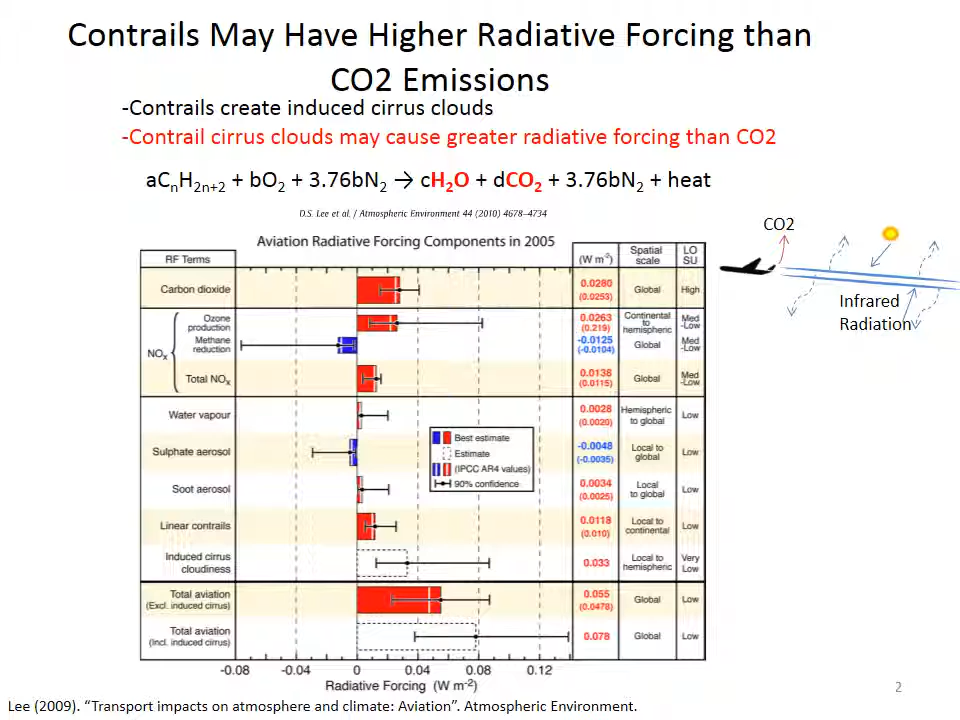 Contrails May Have Higher Radiative Forcing than
CO2 Emissions
-Contrails create induced cirrus clouds
-Contrail cirrus clouds may cause greater radiative forcing than CO2
aCnH2n+2 + bO2 + 3.76bN2 → cH2O + dCO2 + 3.76bN2 + heat
D.S. Lee et al. / Atmospheric Environment 44 (2010) 4678–4734
Aviation Radiative Forcing Components in 2005
RF Terms
(W m-2)
Spatial scale
LO SU
Carbon dioxide
0.0280
(0.0253)
Global
High
NOx
Ozone production
0.0263
(0.219)
Continental to hemispheric
Med -Low
Methane reduction
-0.0125
(-0.0104)
Global
Med -Low
Total NOx
0.0138
(0.0115)
Global
Med -Low
Water vapour
0.0028
(0.0020)
Hemispheric to global
Low
Sulphate aerosol
-0.0048
(-0.0035)
Local to global
Low
Soot aerosol
0.0034
(0.0025)
Local to global
Low
Linear contrails
0.0118
(0.010)
Local to continental
Low
Induced cirrus cloudiness
0.033
Local to hemispheric
Very Low
Total aviation
(Excl. induced cirrus)
0.055
(0.0478)
Global
Low
Total aviation
(Incl. induced cirrus)
0.078
Global
Low
Best estimate
Estimate
(IPCC AR4 values)
90% confidence
-0.08 -0.04 0 0.04 0.08 0.12
Radiative Forcing (W m-2)
CO2
Infrared
Radiation
Lee (2009). “Transport impacts on atmosphere and climate: Aviation”. Atmospheric Environment.
2